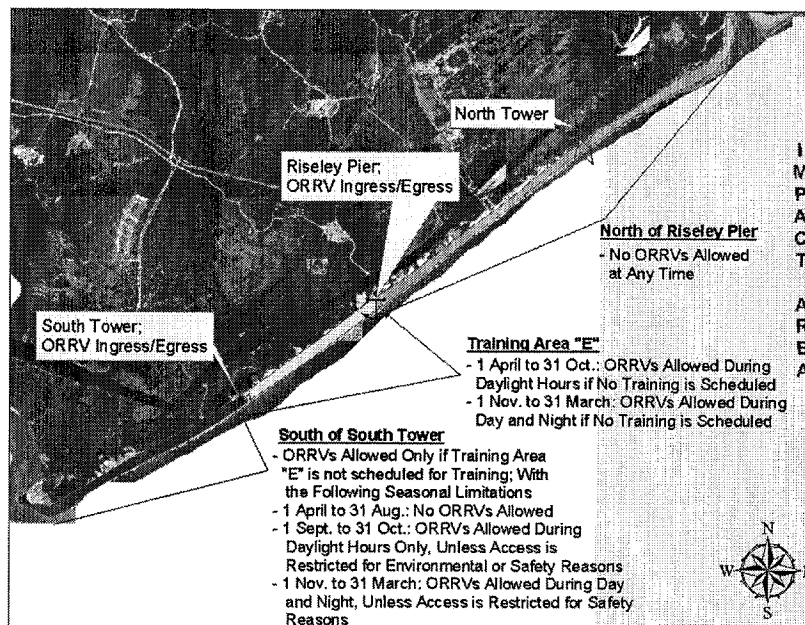 North Tower
Riseley Pier;
ORRV Ingress/Egress
IMPACT AREA
North of Riseley Pier
- No ORRVs Allowed
at Any Time
South Tower;
ORRV Ingress/Egress
Training Area "E"
- 1 April to 31 Oct.: ORRVs Allowed During
Daylight Hours if No Training is Scheduled
- 1 Nov. to 31 March: ORRVs Allowed During
Day and Night if No Training is Scheduled
South of South Tower
- ORRVs Allowed Only if Training Area
"E" is not scheduled for Training; With
the Following Seasonal Limitations
- 1 April to 31 Aug.: No ORRVs Allowed
- 1 Sept. to 31 Oct.: ORRVs Allowed During
Daylight Hours Only, Unless Access is
Restricted for Environmental or Safety Reasons
- 1 Nov. to 31 March: ORRVs Allowed During Day
and Night, Unless Access is Restricted for Safety
Reasons
N
W
E
S